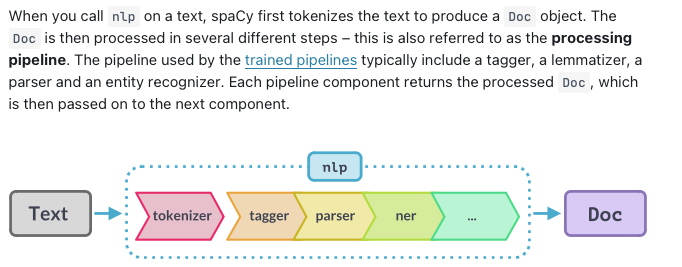 When you call nlp on a text, spaCy first tokenizes the text to produce a Doc object. The
Doc is then processed in several different steps – this is also referred to as the processing
pipeline. The pipeline used by the trained pipelines typically include a tagger, a lemmatizer, a
parser and an entity recognizer. Each pipeline component returns the processed Doc, which
is then passed on to the next component.
nlp
Text tokenizer tagger parser ner ... Doc